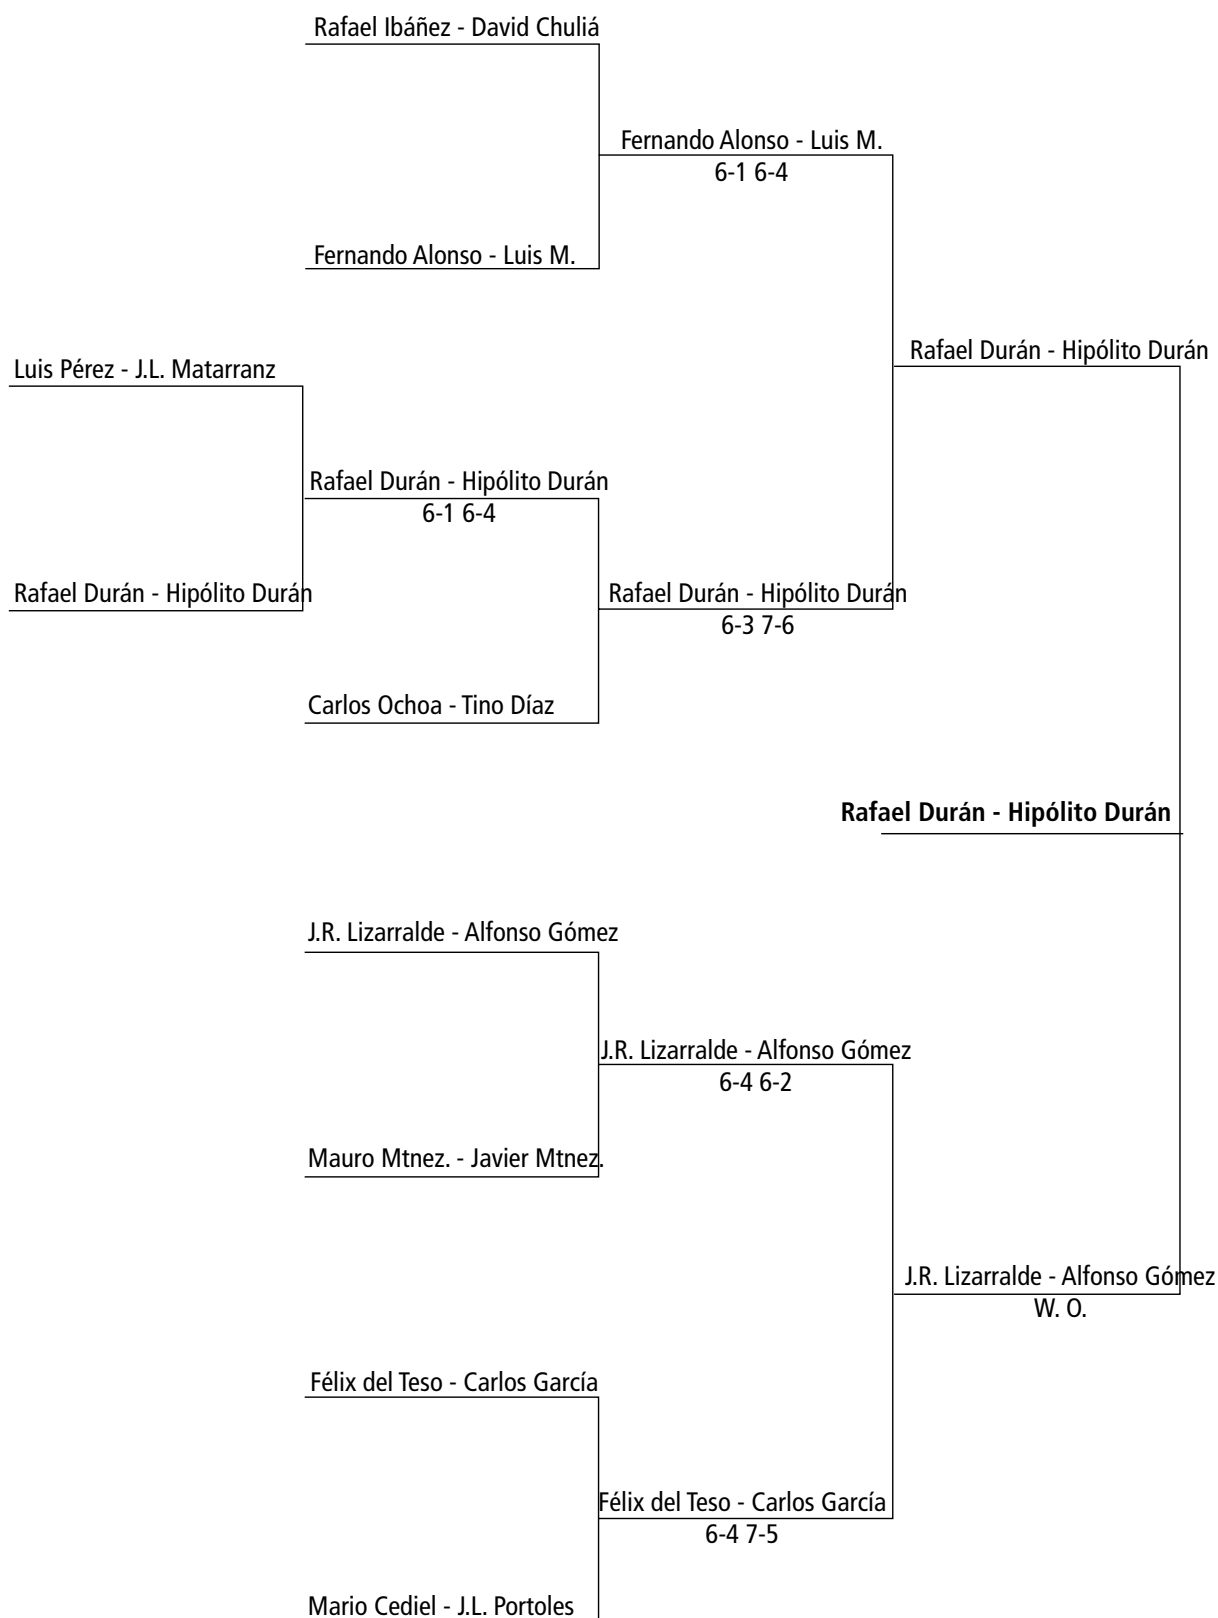 Rafael Ibáñez - David Chuliá
Fernando Alonso - Luis M.
6-1 6-4
Fernando Alonso - Luis M.
Rafael Durán - Hipólito Durán
Luis Pérez - J.L. Matarranz
Rafael Durán - Hipólito Durán
6-1 6-4
Rafael Durán - Hipólito Durán
Rafael Durán - Hipólito Durán
6-3 7-6
Carlos Ochoa - Tino Díaz
Rafael Durán - Hipólito Durán
J.R. Lizarralde - Alfonso Gómez
J.R. Lizarralde - Alfonso Gómez
6-4 6-2
Mauro Mtnez. - Javier Mtnez.
J.R. Lizarralde - Alfonso Gómez
W. O.
Félix del Teso - Carlos García
Félix del Teso - Carlos García
6-4 7-5
Mario Cediel - J.L. Portoles